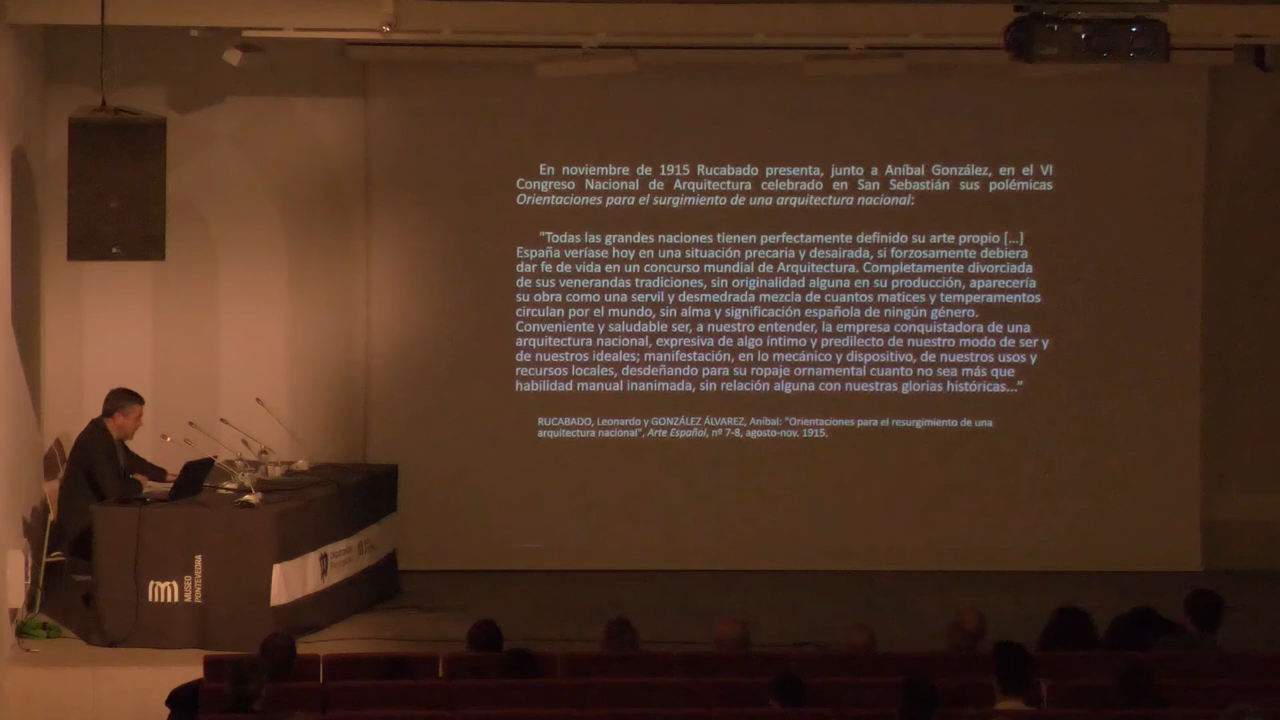 En noviembre de 1915 Rucabado presenta, junto a Aníbal González, en el VI
Congreso Nacional de Arquitectura celebrado en San Sebastián sus polémicas
Orientaciones para el surgimiento de una arquitectura nacional:
"Todas las grandes naciones tienen perfectamente definido su arte propio [...]
España veríase hoy en una situación precaria y desairada, si forzosamente debiera
dar fe de vida en un concurso mundial de Arquitectura. Completamente divorciada
de sus venerandas tradiciones, sin originalidad alguna en su producción, aparecería
su obra como una servil y desmedrada mezcla de cuantos matices y temperamentos
circulan por el mundo, sin alma y significación española de ningún género.
Conveniente y saludable ser, a nuestro entender, la empresa conquistadora de una
arquitectura nacional, expresiva de algo íntimo y predilecto de nuestro modo de ser y
de nuestros ideales; manifestación, en lo mecánico y dispositivo, de nuestros usos y
recursos locales, desdeñando para su ropaje ornamental cuanto no sea más que
habilidad manual inanimada, sin relación alguna con nuestras glorias históricas..."
RUCABADO, Leonardo y GONZÁLEZ ÁLVAREZ, Aníbal: "Orientaciones para el resurgimiento de una
arquitectura nacional", Arte Español, nº 7-8, agosto-nov. 1915.
MUSEO
PONTEVEDRA